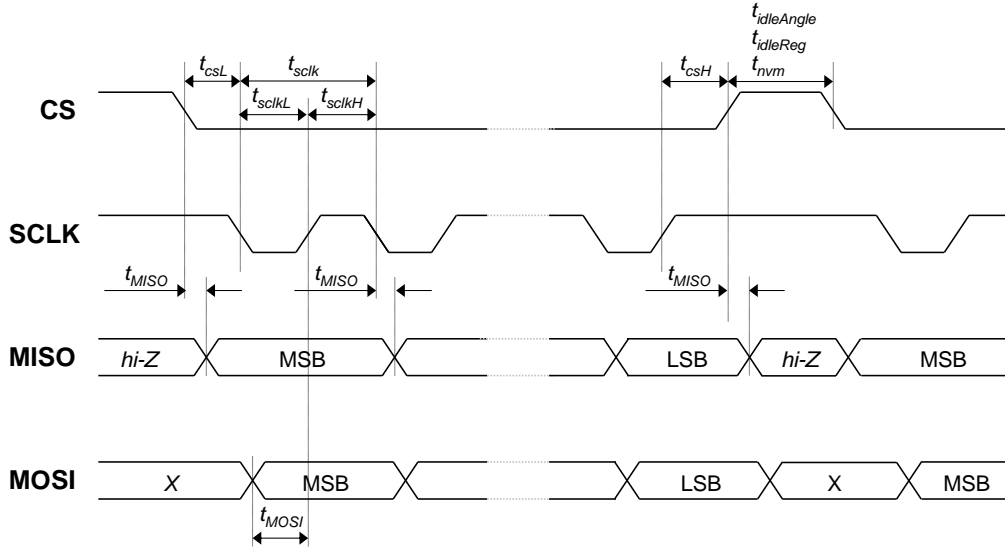 t_idleAngle
t_idleReg
t_csL t_sclk t_csH t_nvm
t_sclkL t_sclkH
CS
SCLK
t_MISO t_MISO t_MISO
MISO hi-Z MSB LSB hi-Z MSB
MOSI X MSB LSB X MSB
t_MOSI